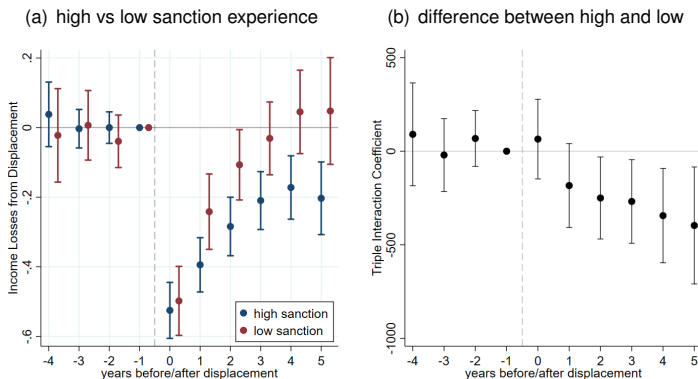 (a) high vs low sanction experience
Income Losses from Displacement
.2
0
-.2
-.4
-.6
-4 -3 -2 -1 0 1 2 3 4 5
years before/after displacement
high sanction
low sanction
(b) difference between high and low
Triple Interaction Coefficient
500
0
-500
-1000
-4 -3 -2 -1 0 1 2 3 4 5
years before/after displacement